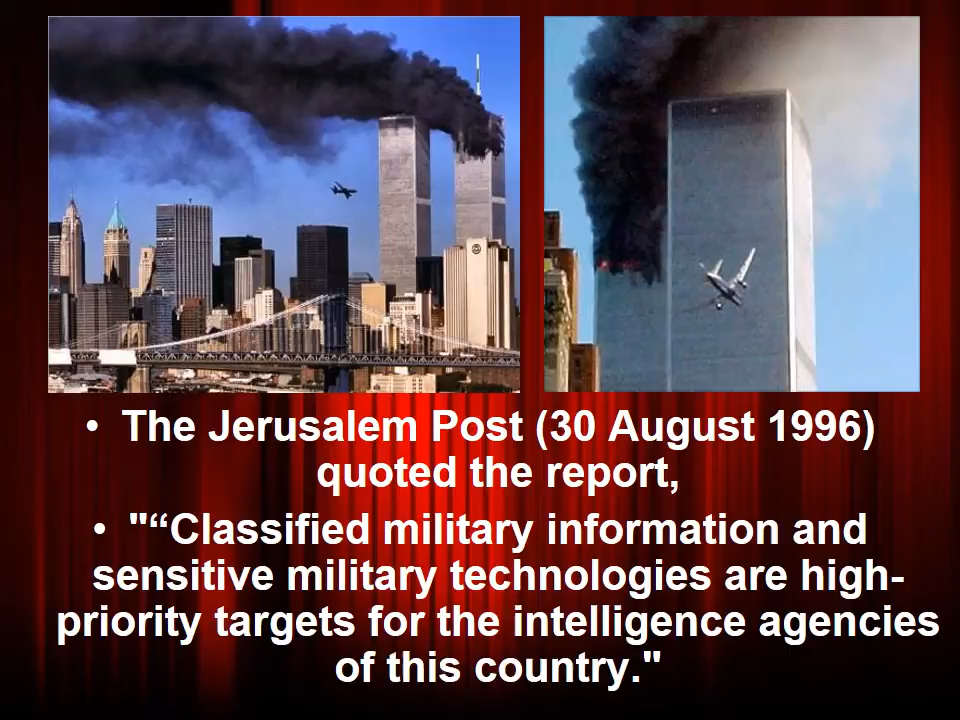 • The Jerusalem Post (30 August 1996)
quoted the report,
• "“Classified military information and
sensitive military technologies are high-
priority targets for the intelligence agencies
of this country."